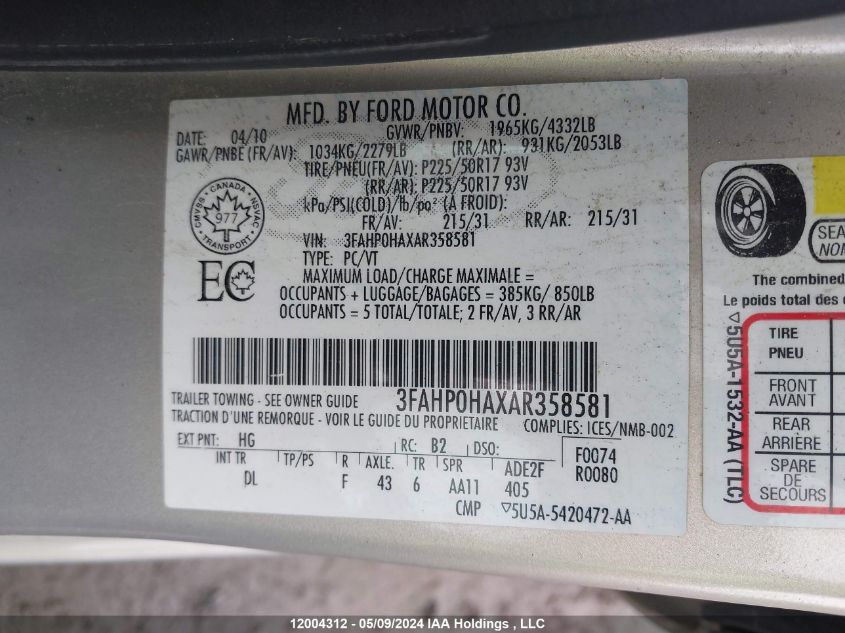 MFD. BY FORD MOTOR CO.
DATE: 04/10 GVWR/PNBV: 1965KG/4332LB
GAWR/PNBE (FR/AV): 1034KG/2279LB (RR/AR): 931KG/2053LB
TIRE/PNEU(FR/AV): P225/50R17 93V
(RR/AR): P225/50R17 93V
kPa/PSI(COLD)/lb/po² (A FROID):
FR/AV: 215/31 RR/AR: 215/31
VIN: 3FAHP0HAXAR358581
TYPE: PC/VT
MAXIMUM LOAD/CHARGE MAXIMALE =
OCCUPANTS + LUGGAGE/BAGAGES = 385KG/ 850LB
OCCUPANTS = 5 TOTAL/TOTALE; 2 FR/AV, 3 RR/AR
CANADA
CMVSS NSVAC
977
TRANSPORT
EC
TRAILER TOWING - SEE OWNER GUIDE 3FAHP0HAXAR358581
TRACTION D'UNE REMORQUE - VOIR LE GUIDE DU PROPRIETAIRE COMPLIES: ICES/NMB-002
EXT PNT: HG RC: B2 DSO: F0074
INT TR TP/PS R AXLE. TR SPR ADE2F R0080
DL F 43 6 AA11 405
CMP ▽5U5A-5420472-AA
SEA
NOM
The combined
Le poids total des
▽5U5A-1532-AA (TLC)
TIRE
PNEU
FRONT
AVANT
REAR
ARRIÈRE
SPARE
DE
SECOURS
12004312 - 05/09/2024 IAA Holdings , LLC